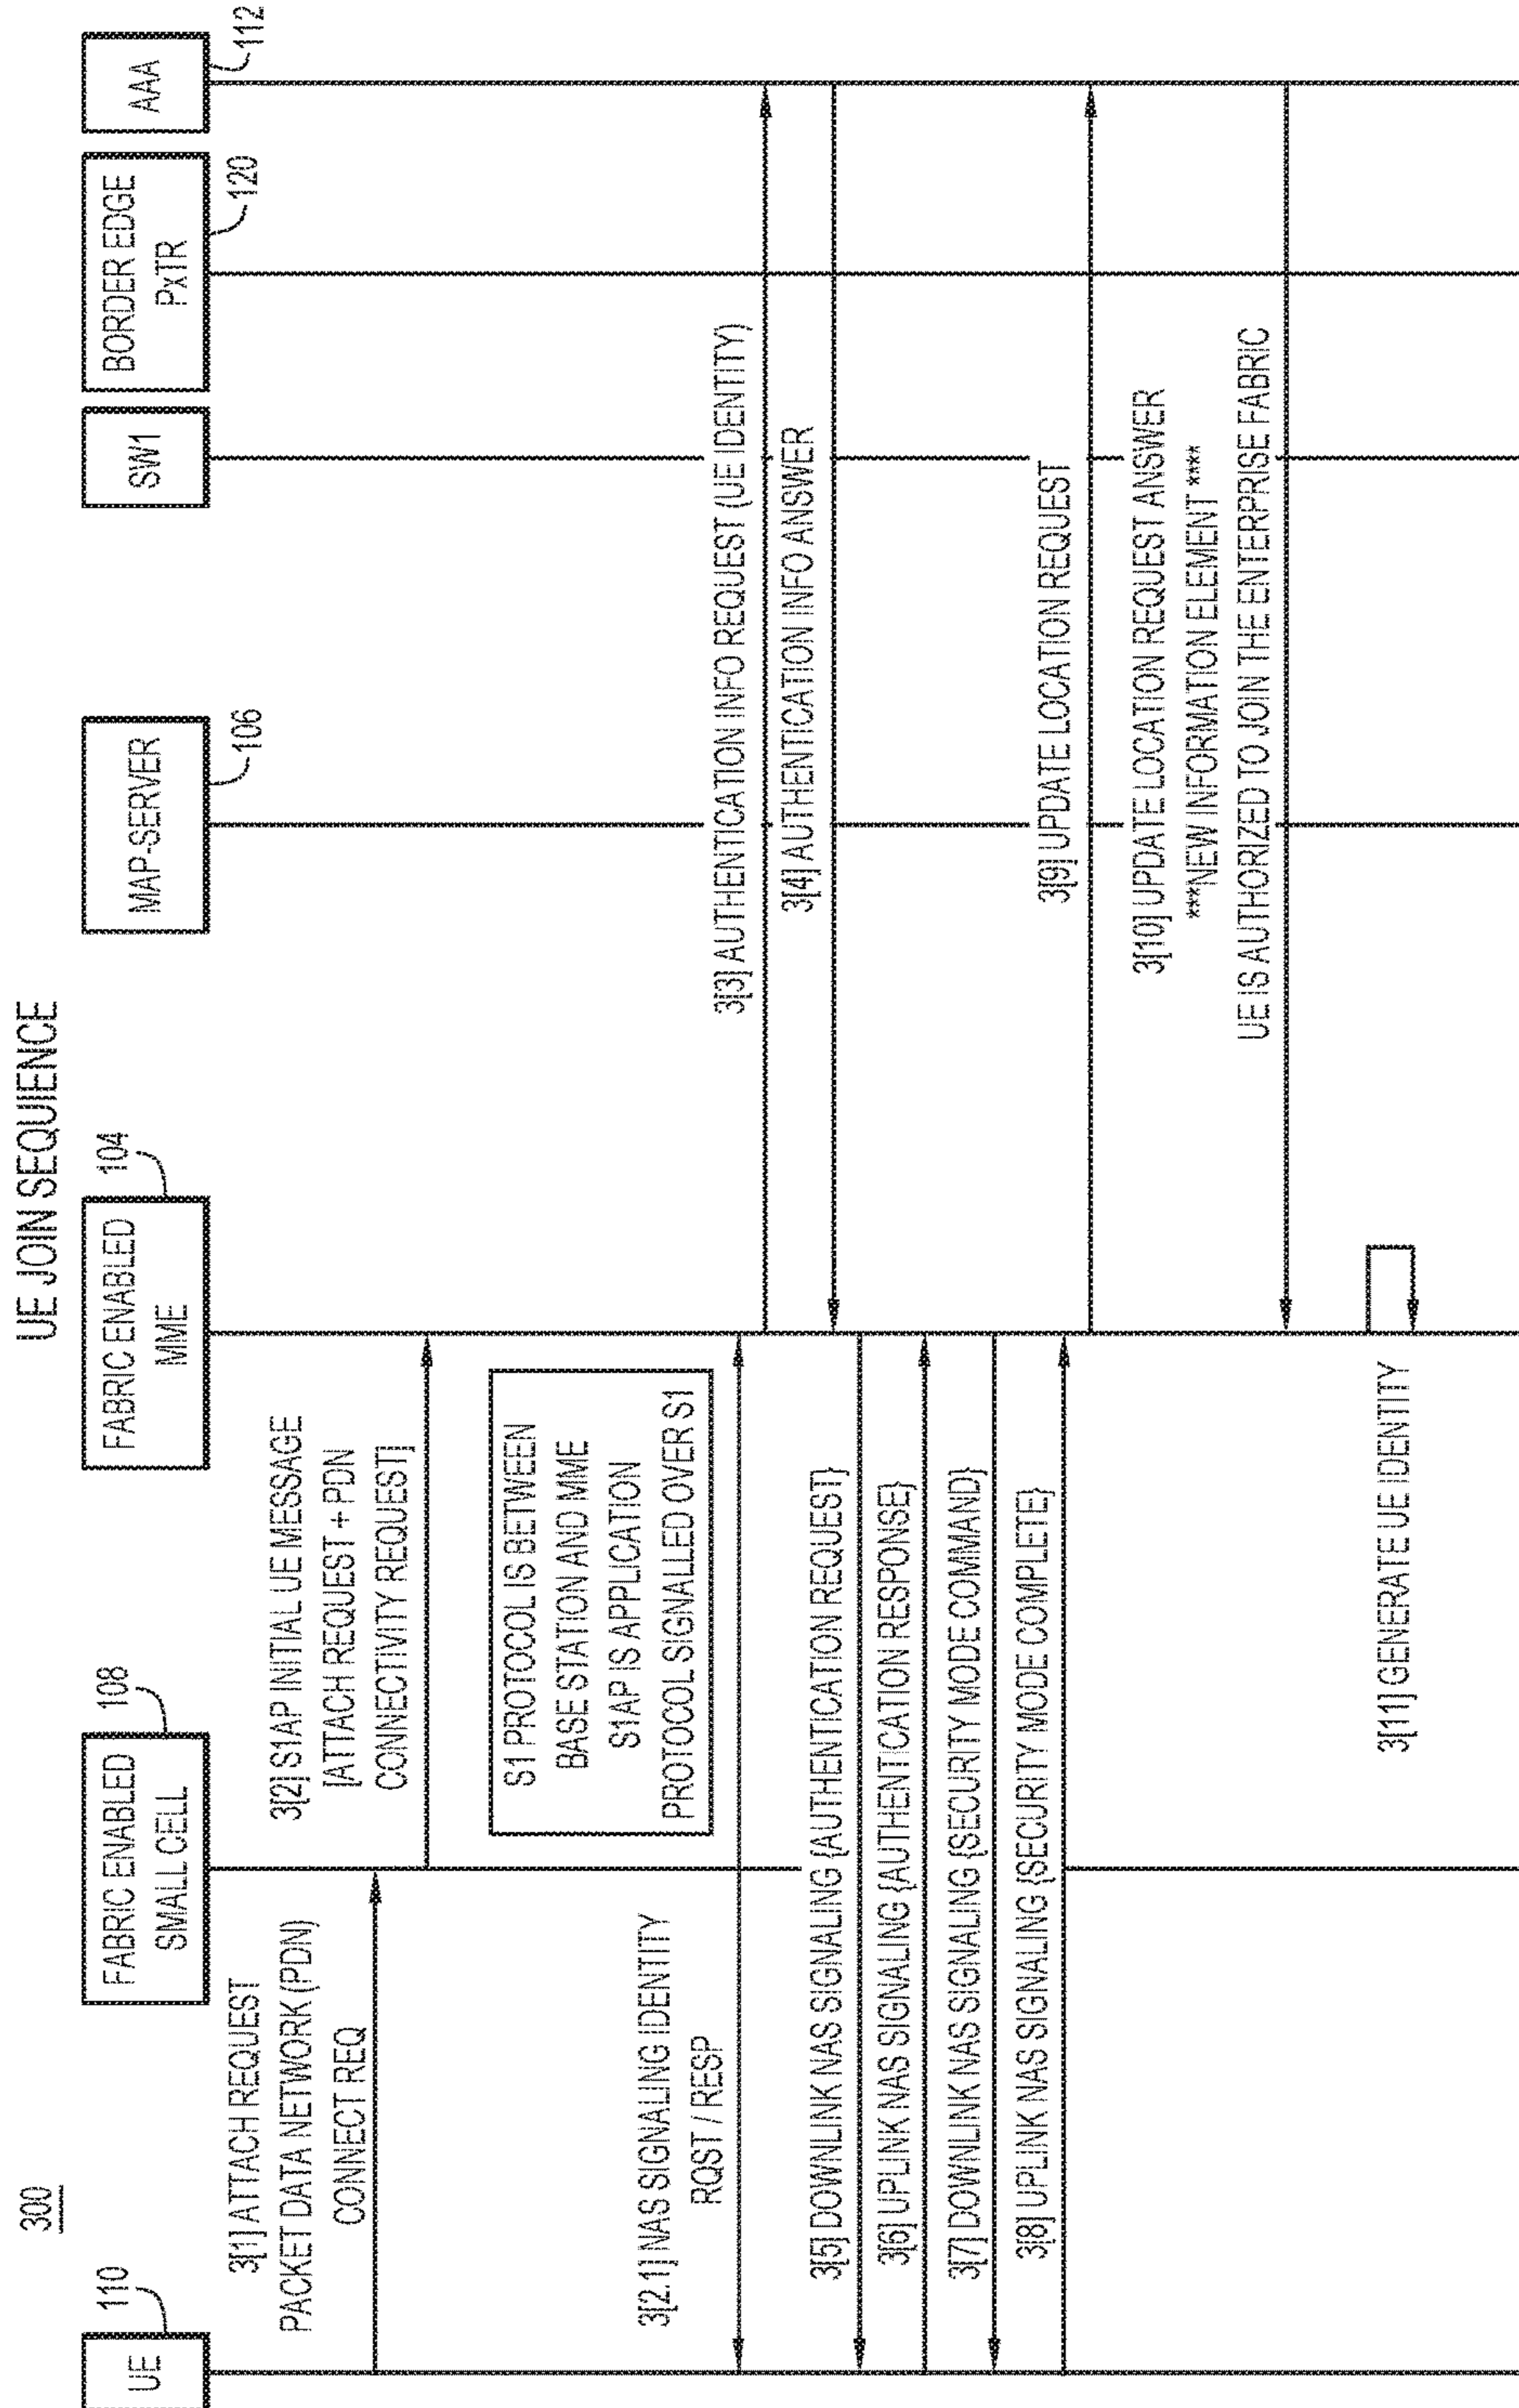 300
UE JOIN SEQUIENCE
UE
110
FABRIC ENABLED
SMALL CELL
108
FABRIC ENABLED
MME
104
MAP-SERVER
106
SW1
BORDER EDGE
PxTR
120
AAA
112
3[1] ATTACH REQUEST
PACKET DATA NETWORK (PDN)
CONNECT REQ
3[2] S1AP INITIAL UE MESSAGE
[ATTACH REQUEST + PDN
CONNECTIVITY REQUEST]
S1 PROTOCOL IS BETWEEN
BASE STATION AND MME
S1AP IS APPLICATION
PROTOCOL SIGNALLED OVER S1
3[2.1] NAS SIGNALING IDENTITY
RQST / RESP
3[3] AUTHENTICATION INFO REQUEST (UE IDENTITY)
3[4] AUTHENTICATION INFO ANSWER
3[5] DOWNLINK NAS SIGNALING {AUTHENTICATION REQUEST}
3[6] UPLINK NAS SIGNALING {AUTHENTICATION RESPONSE}
3[7] DOWNLINK NAS SIGNALING {SECURITY MODE COMMAND}
3[8] UPLINK NAS SIGNALING {SECURITY MODE COMPLETE}
3[9] UPDATE LOCATION REQUEST
3[10] UPDATE LOCATION REQUEST ANSWER
***NEW INFORMATION ELEMENT ****
UE IS AUTHORIZED TO JOIN THE ENTERPRISE FABRIC
3[11] GENERATE UE IDENTITY